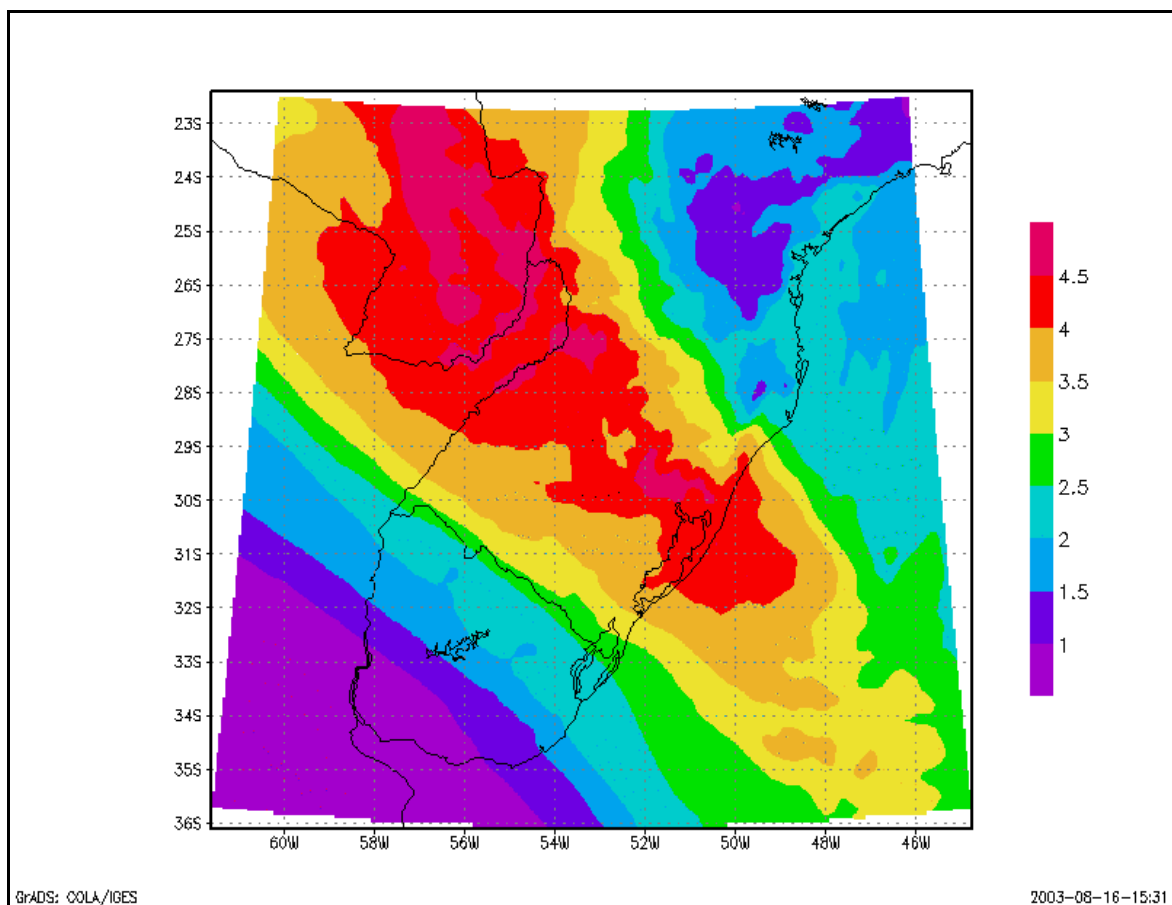 23S
24S
25S
26S
27S
28S
29S
30S
31S
32S
33S
34S
35S
36S
60W 58W 56W 54W 52W 50W 48W 46W
4.5
4
3.5
3
2.5
2
1.5
1
GrADS: COLA/IGES 2003-08-16-15:31